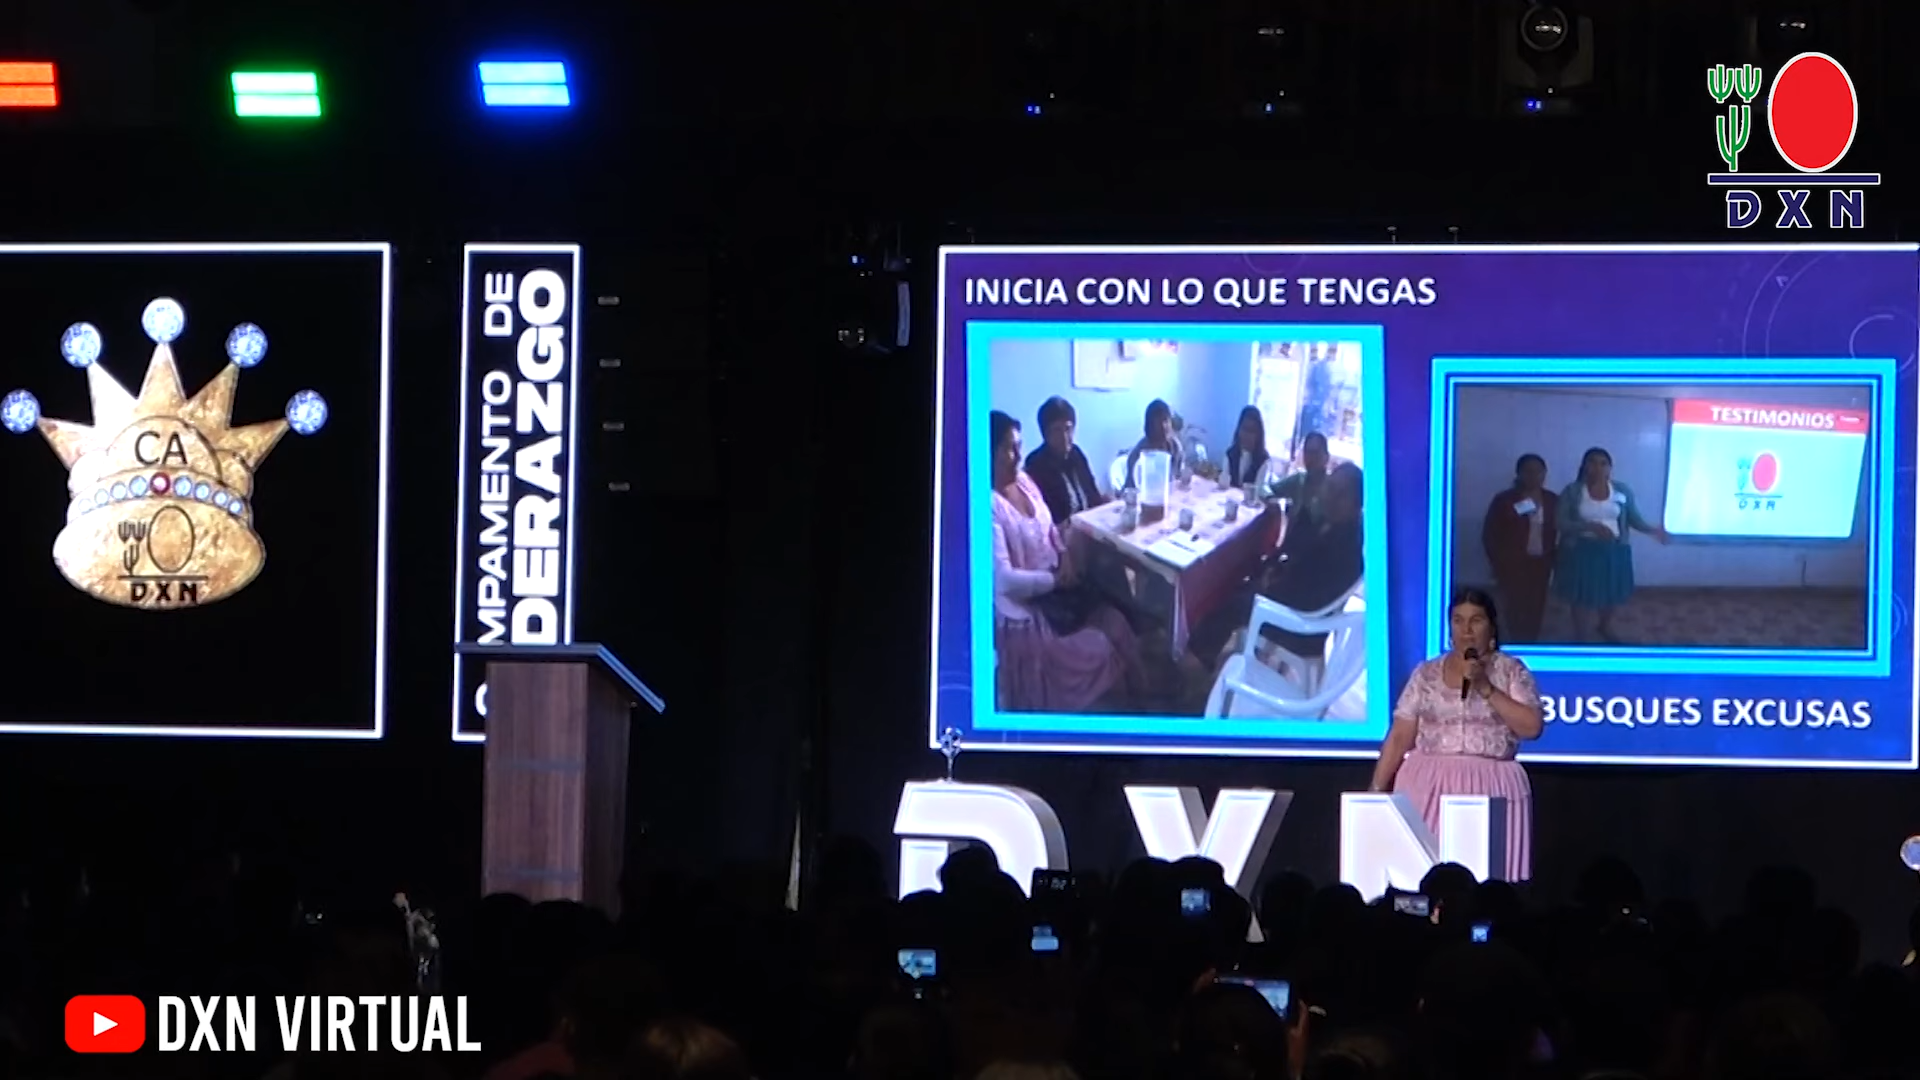 DXN
INICIA CON LO QUE TENGAS
MPAMENTO DE
DERAZGO
CA
DXN
TESTIMONIOS
DXN
BUSQUES EXCUSAS
DXN
DXN VIRTUAL